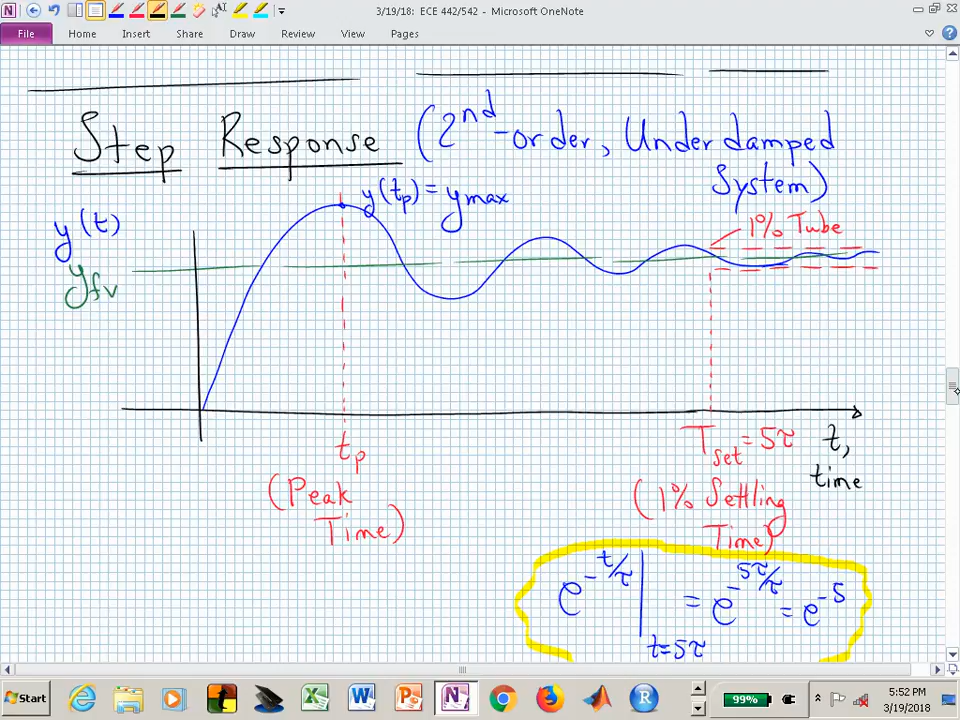 3/19/18: ECE 442/542 - Microsoft OneNote
File Home Insert Share Draw Review View Pages
Step Response (2nd-order, Underdamped
System)
y(t)
y(tp) = ymax
1% Tube
yfv
tp
(Peak
Time)
Tset = 5τ
(1% Settling
Time)
t,
time
e^-t/τ | t=5τ = e^-5τ/τ = e^-5
Start
99%
5:52 PM
3/19/2018